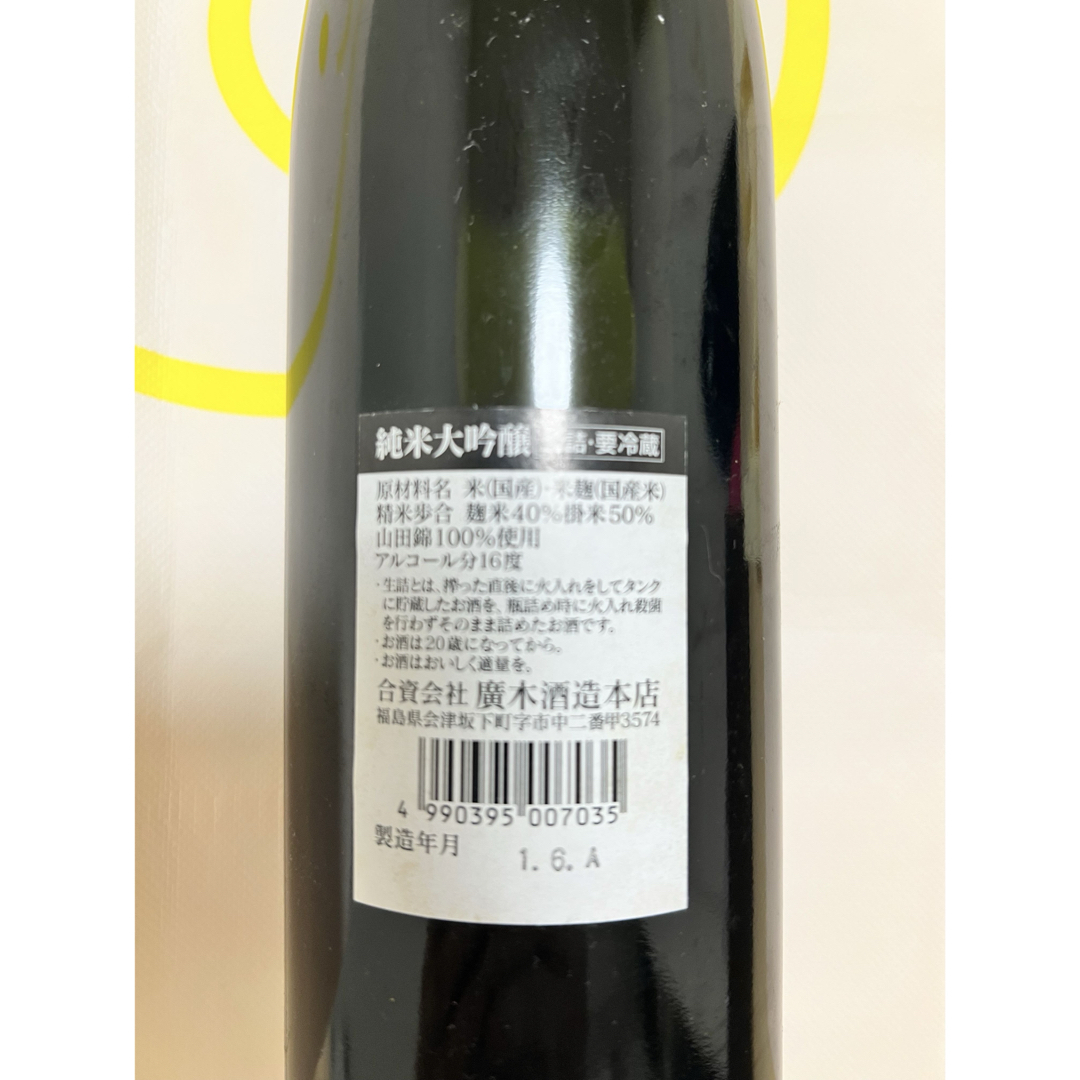 純米大吟醸 詰・要冷蔵
原材料名 米(国産)・米麹(国産米)
精米歩合 麹米40%掛米50%
山田錦100%使用
アルコール分16度
・生詰とは、搾った直後に火入れをしてタンク
に貯蔵したお酒を、瓶詰め時に火入れ殺菌
を行わずそのまま詰めたお酒です。
・お酒は20歳になってから。
・お酒はおいしく適量を。
合資会社 廣木酒造本店
福島県会津坂下町字市中二番甲3574
4 990395 007035
製造年月 1.6.A